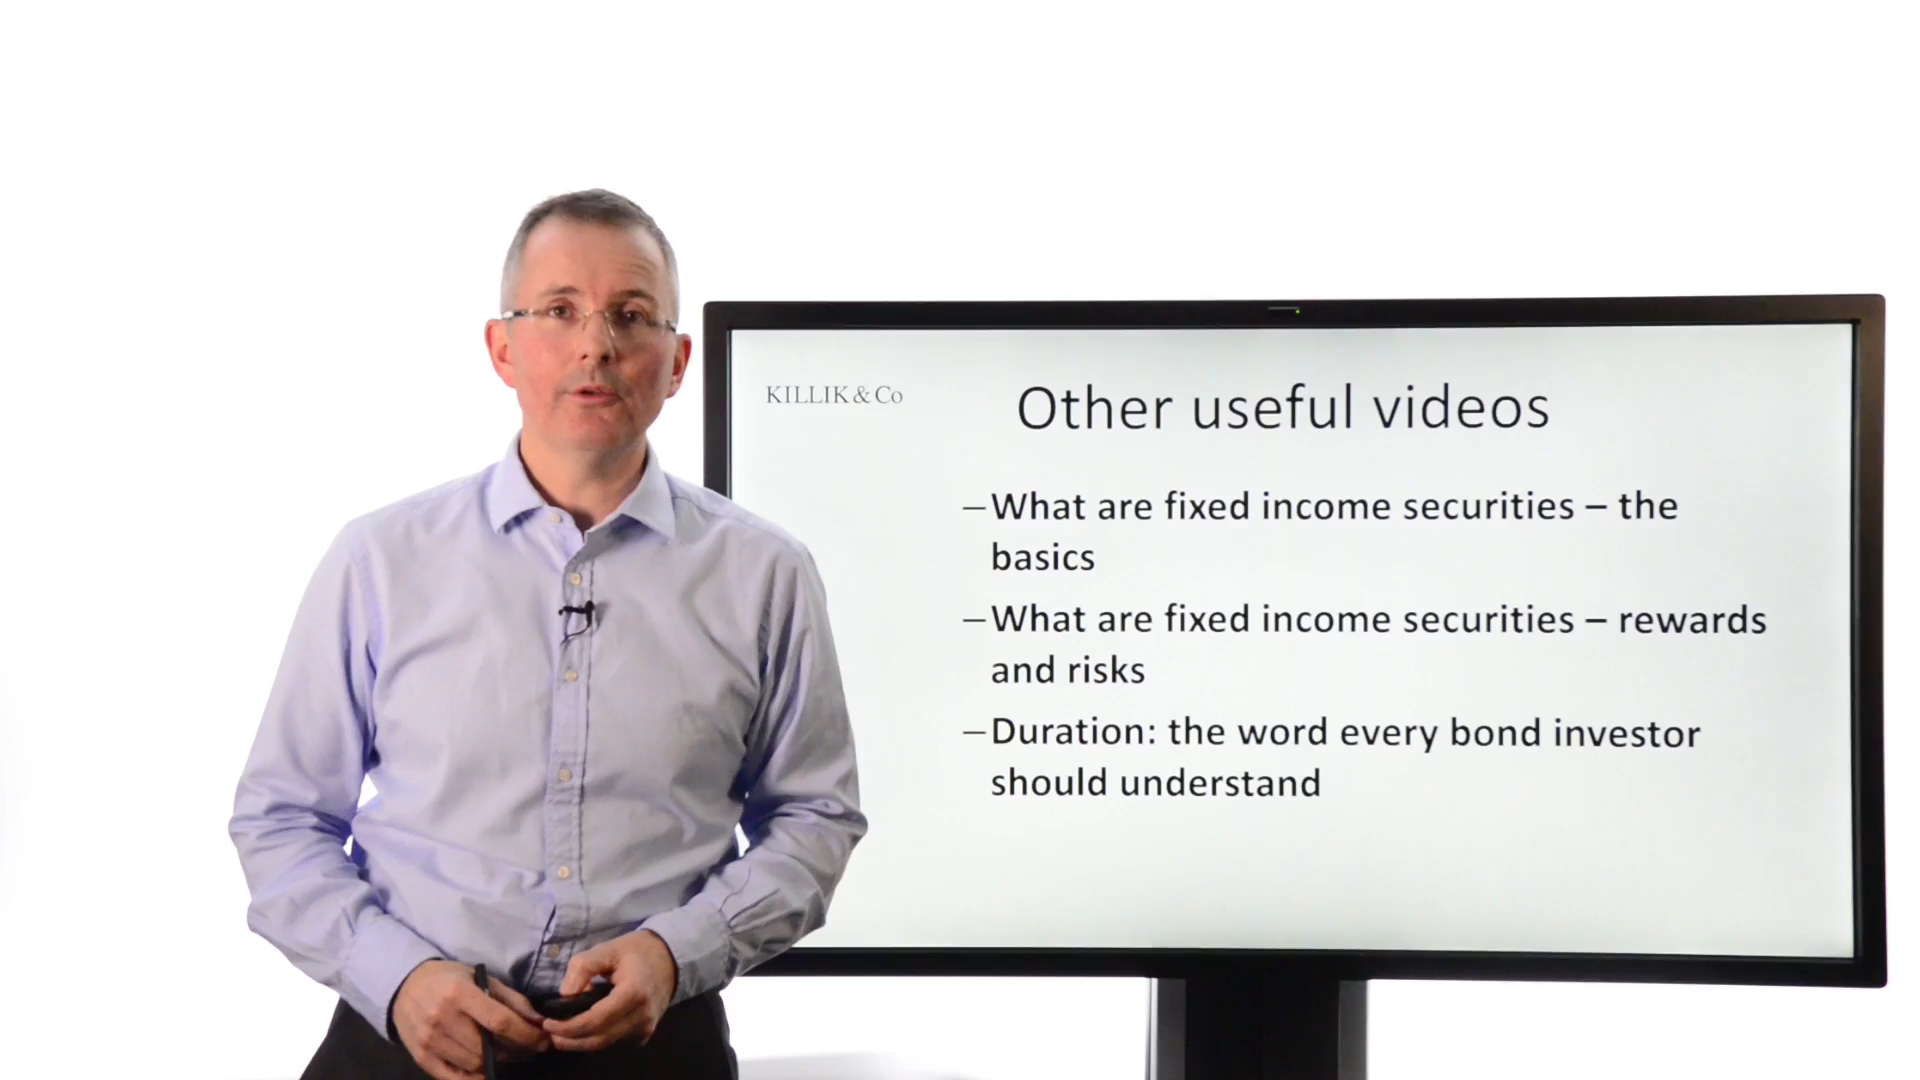 KILLIK & Co
Other useful videos
–What are fixed income securities – the
basics
–What are fixed income securities – rewards
and risks
–Duration: the word every bond investor
should understand